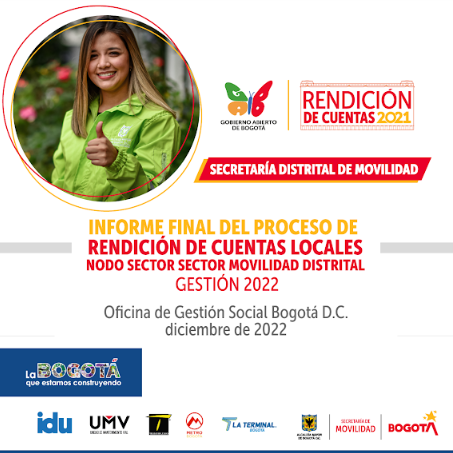 GOBIERNO ABIERTO
DE BOGOTÁ
RENDICIÓN
DE CUENTAS 2021
SECRETARÍA DISTRITAL DE MOVILIDAD
INFORME FINAL DEL PROCESO DE
RENDICIÓN DE CUENTAS LOCALES
NODO SECTOR SECTOR MOVILIDAD DISTRITAL
GESTIÓN 2022
Oficina de Gestión Social Bogotá D.C.
diciembre de 2022
La BOGOTÁ
que estamos construyendo
idu
UMV
METRO
LA TERMINAL
BOGOTÁ
ALCALDÍA MAYOR
DE BOGOTÁ D.C.
SECRETARÍA DE
MOVILIDAD
BOGOTÁ